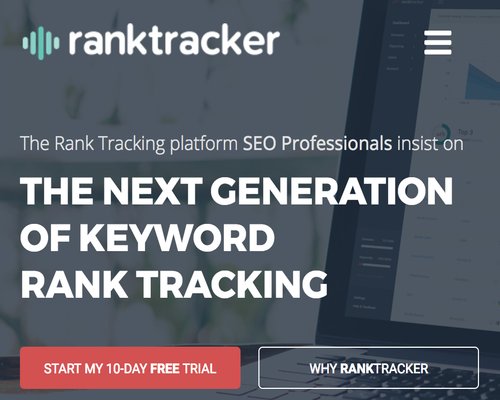 ranktracker
The Rank Tracking platform SEO Professionals insist on
THE NEXT GENERATION
OF KEYWORD
RANK TRACKING
START MY 10-DAY FREE TRIAL
WHY RANKTRACKER